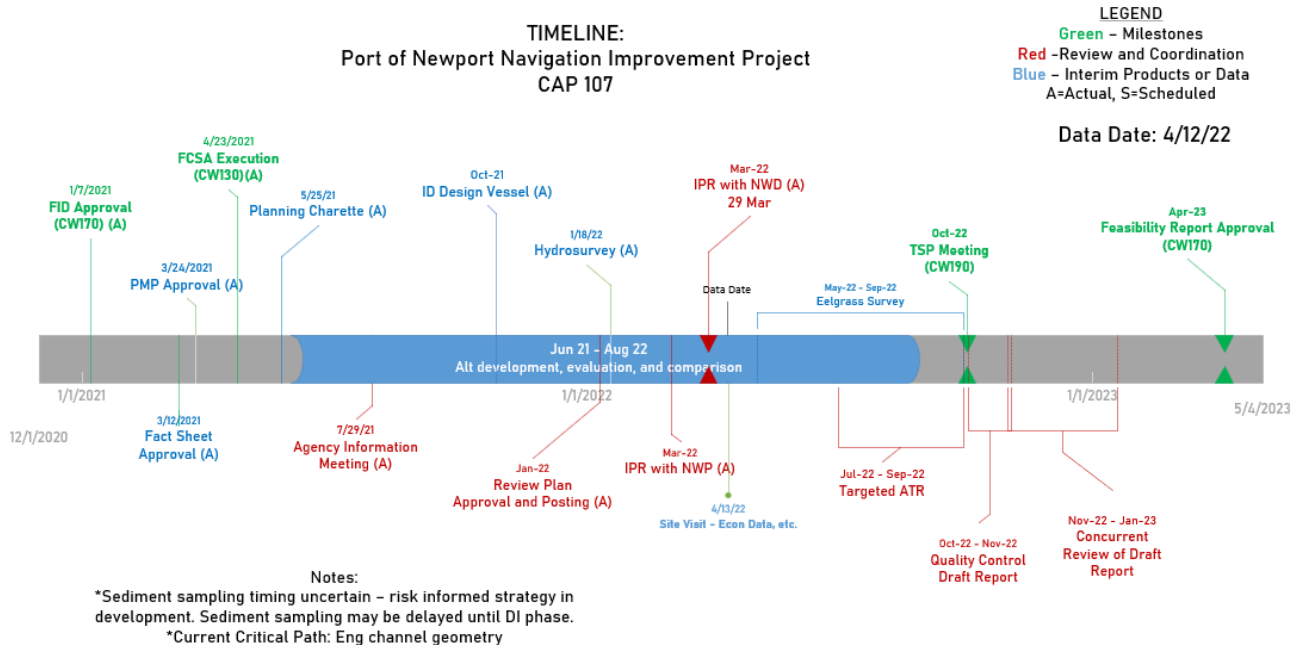 TIMELINE:
Port of Newport Navigation Improvement Project
CAP 107
LEGEND
Green – Milestones
Red -Review and Coordination
Blue – Interim Products or Data
A=Actual, S=Scheduled
Data Date: 4/12/22
1/7/2021
FID Approval
(CW170) (A)
4/23/2021
FCSA Execution
(CW130)(A)
3/24/2021
PMP Approval (A)
5/25/21
Planning Charette (A)
Oct-21
ID Design Vessel (A)
1/18/22
Hydrosurvey (A)
Mar-22
IPR with NWD (A)
29 Mar
Data Date
May-22 - Sep-22
Eelgrass Survey
Oct-22
TSP Meeting
(CW190)
Apr-23
Feasibility Report Approval
(CW170)
Jun 21 - Aug 22
Alt development, evaluation, and comparison
12/1/2020
1/1/2021
1/1/2022
1/1/2023
5/4/2023
3/12/2021
Fact Sheet
Approval (A)
7/29/21
Agency Information
Meeting (A)
Jan-22
Review Plan
Approval and Posting (A)
Mar-22
IPR with NWP (A)
4/13/22
Site Visit – Econ Data, etc.
Jul-22 - Sep-22
Targeted ATR
Oct-22 - Nov-22
Quality Control
Draft Report
Nov-22 - Jan-23
Concurrent
Review of Draft
Report
Notes:
*Sediment sampling timing uncertain – risk informed strategy in
development. Sediment sampling may be delayed until DI phase.
*Current Critical Path: Eng channel geometry